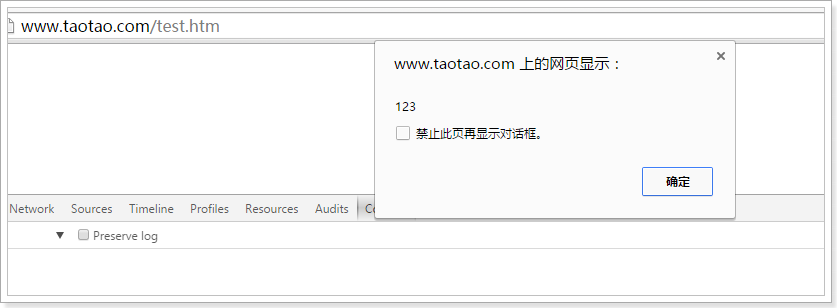 www.taotao.com/test.htm
www.taotao.com 上的网页显示：
×
123
禁止此页再显示对话框。
确定
Network Sources Timeline Profiles Resources Audits
Preserve log